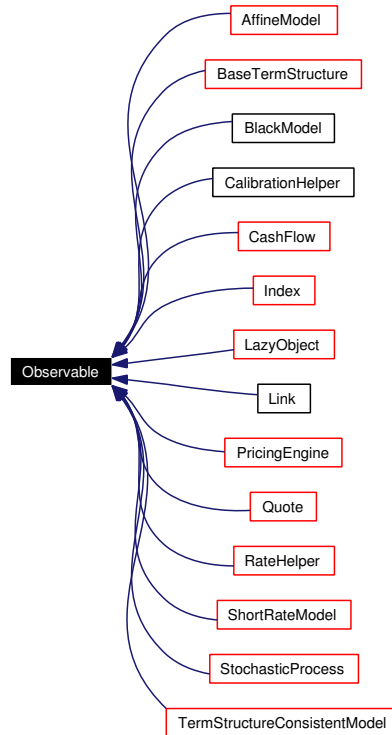 AffineModel
BaseTermStructure
BlackModel
CalibrationHelper
CashFlow
Index
LazyObject
Observable
Link
PricingEngine
Quote
RateHelper
ShortRateModel
StochasticProcess
TermStructureConsistentModel